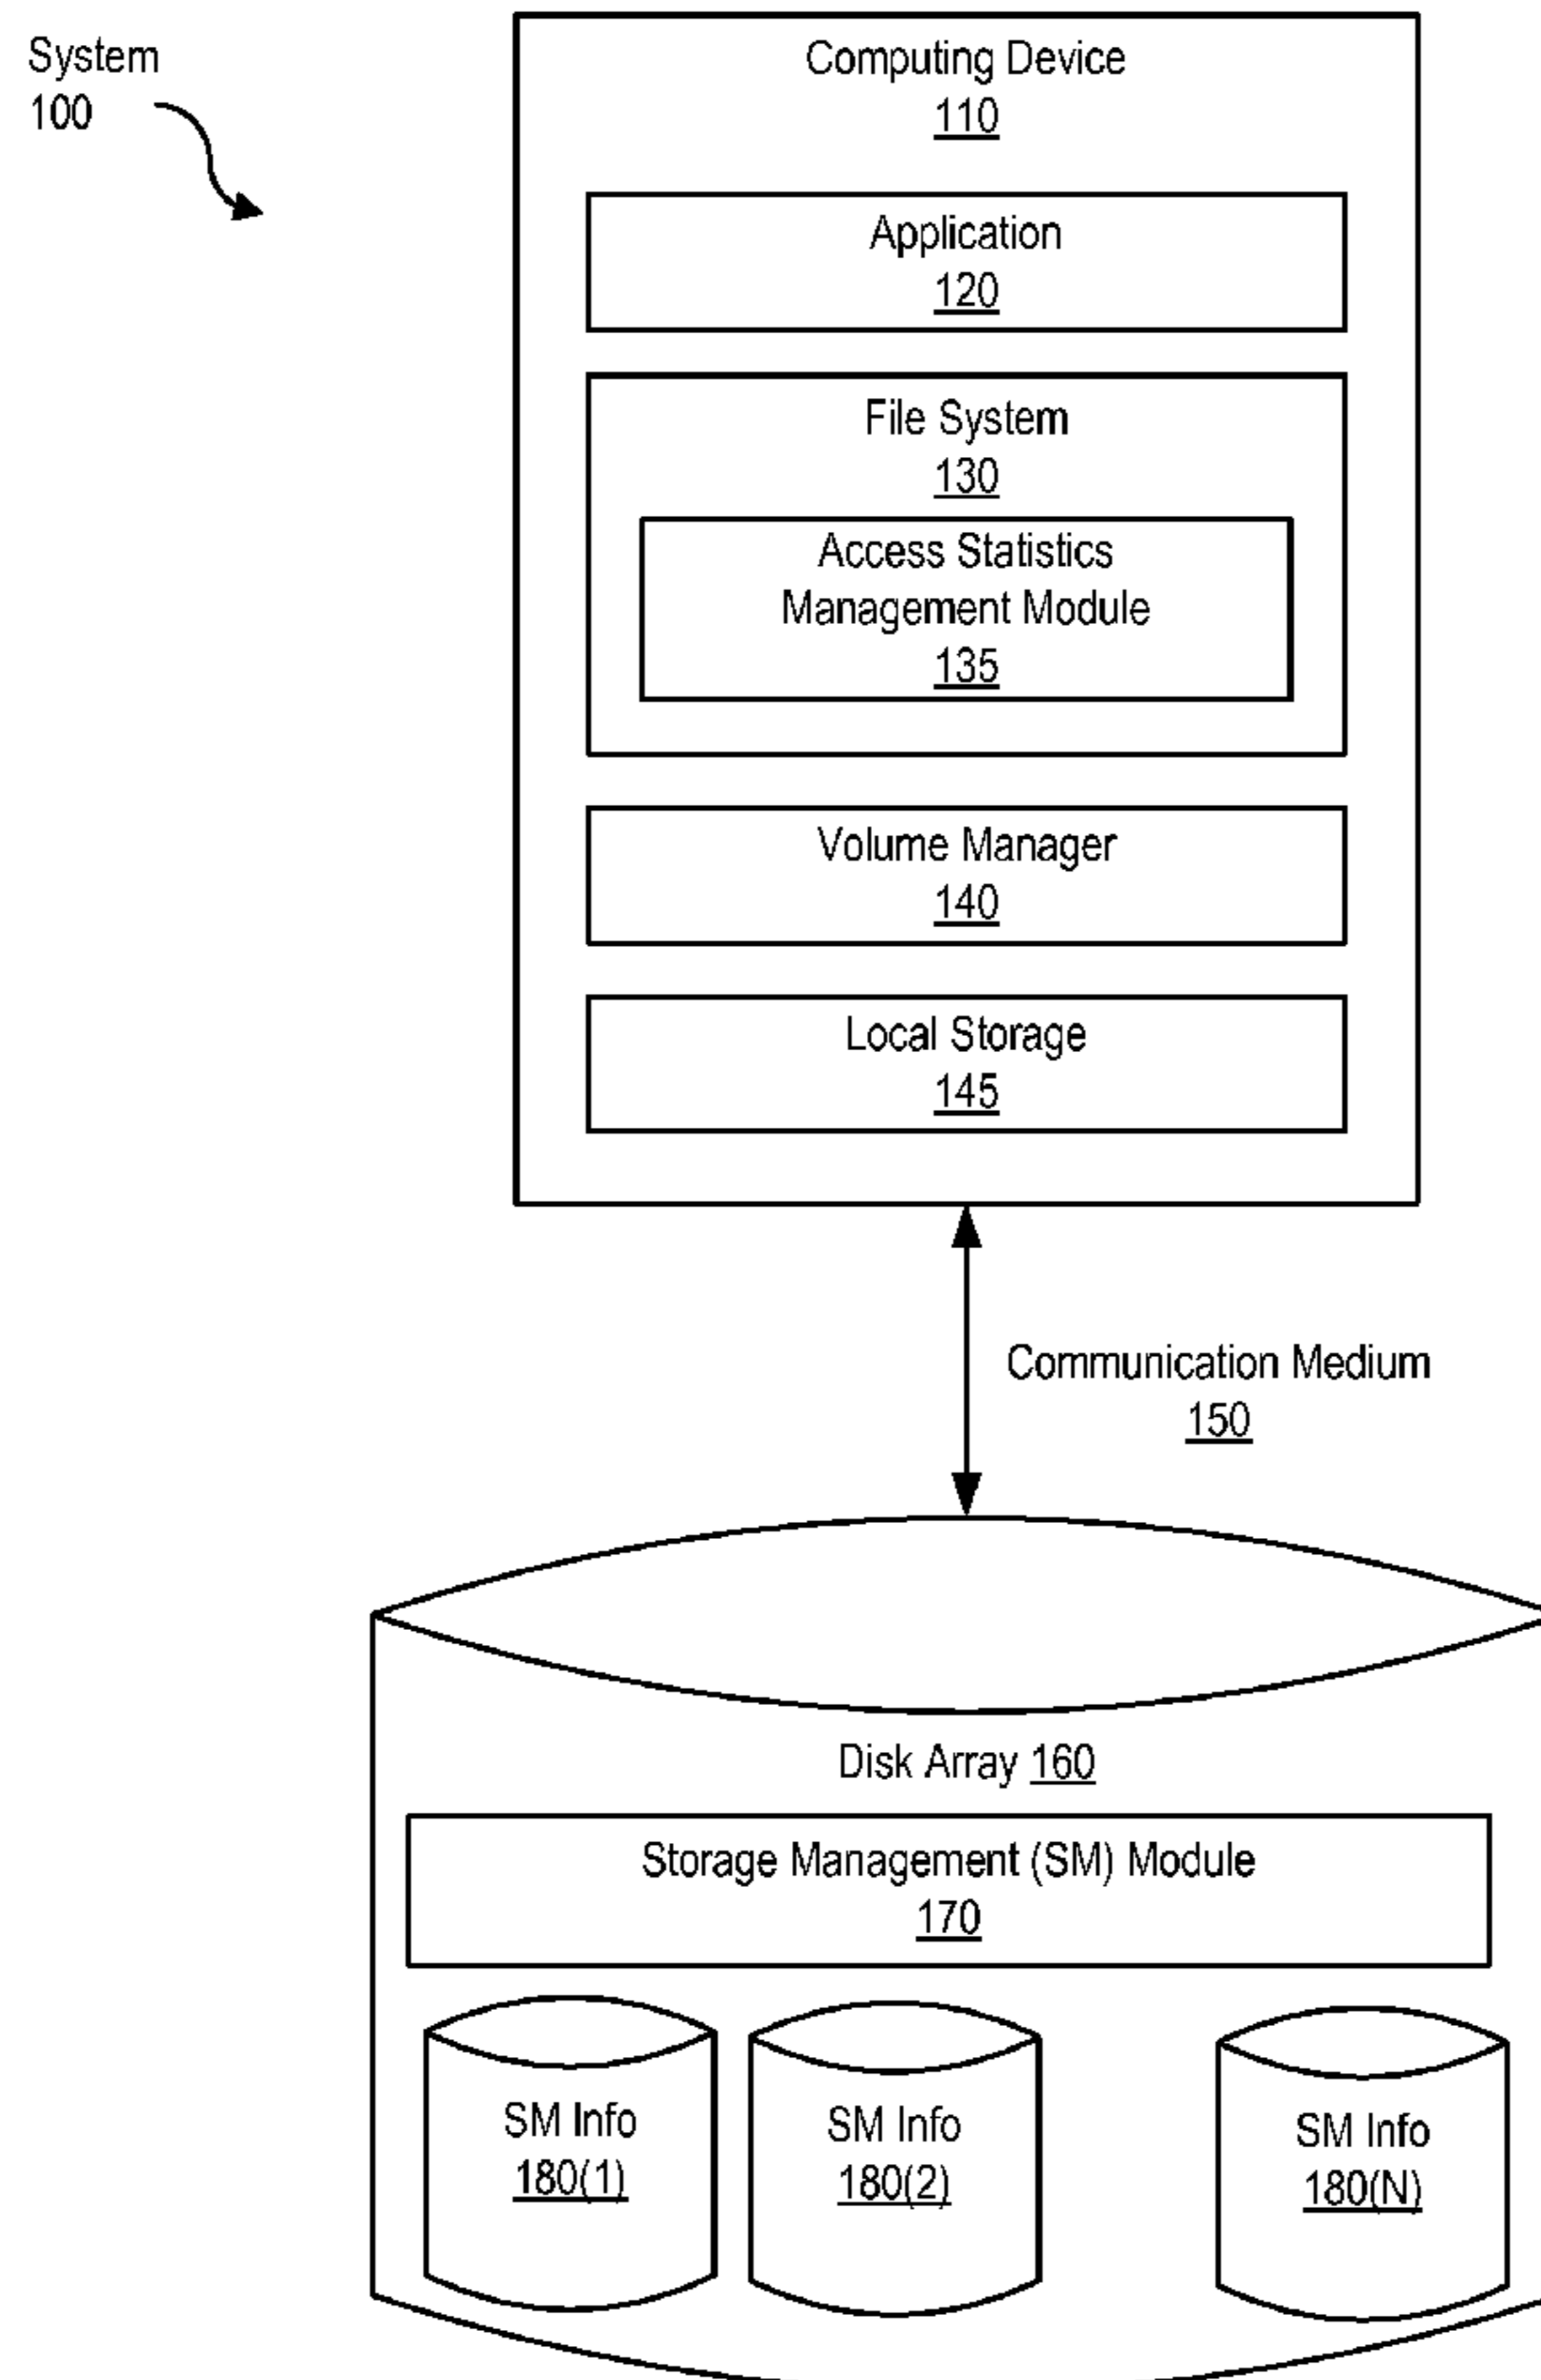 System
100
Computing Device
110
Application
120
File System
130
Access Statistics
Management Module
135
Volume Manager
140
Local Storage
145
Communication Medium
150
Disk Array 160
Storage Management (SM) Module
170
SM Info
180(1)
SM Info
180(2)
SM Info
180(N)